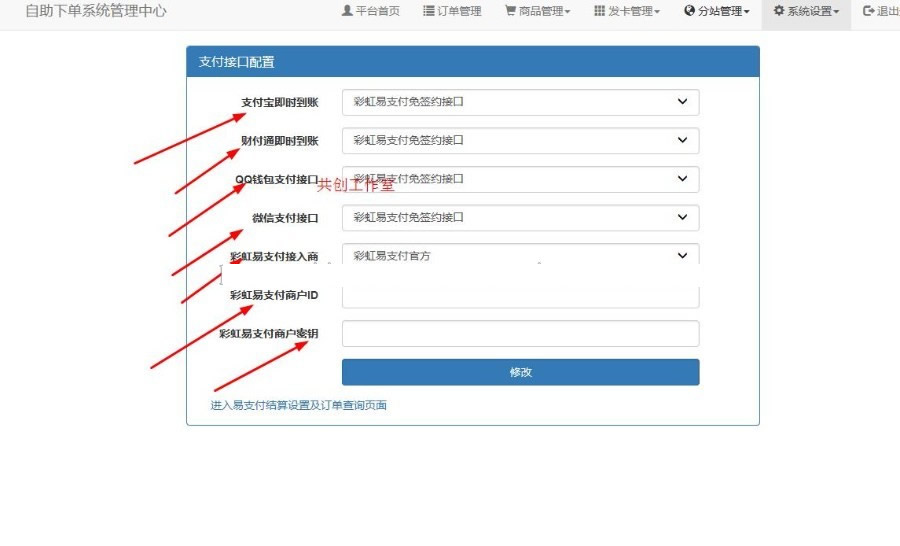 自助下单系统管理中心 平台首页 订单管理 商品管理 发卡管理 分站管理 系统设置 退出
支付接口配置
支付宝即时到账 彩虹易支付免签约接口
财付通即时到账 彩虹易支付免签约接口
QQ钱包支付接口 彩虹易支付免签约接口
共创工作室
微信支付接口 彩虹易支付免签约接口
彩虹易支付接入商 彩虹易支付官方
彩虹易支付商户ID
彩虹易支付商户密钥
修改
进入易支付结算设置及订单查询页面